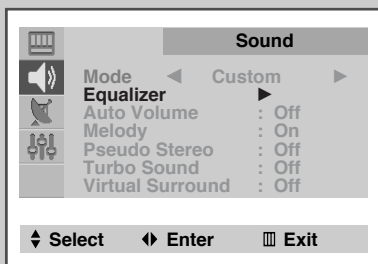 Sound
Mode ◀ Custom ▶
Equalizer ▶
Auto Volume : Off
Melody : On
Pseudo Stereo : Off
Turbo Sound : Off
Virtual Surround : Off
Select Enter Exit